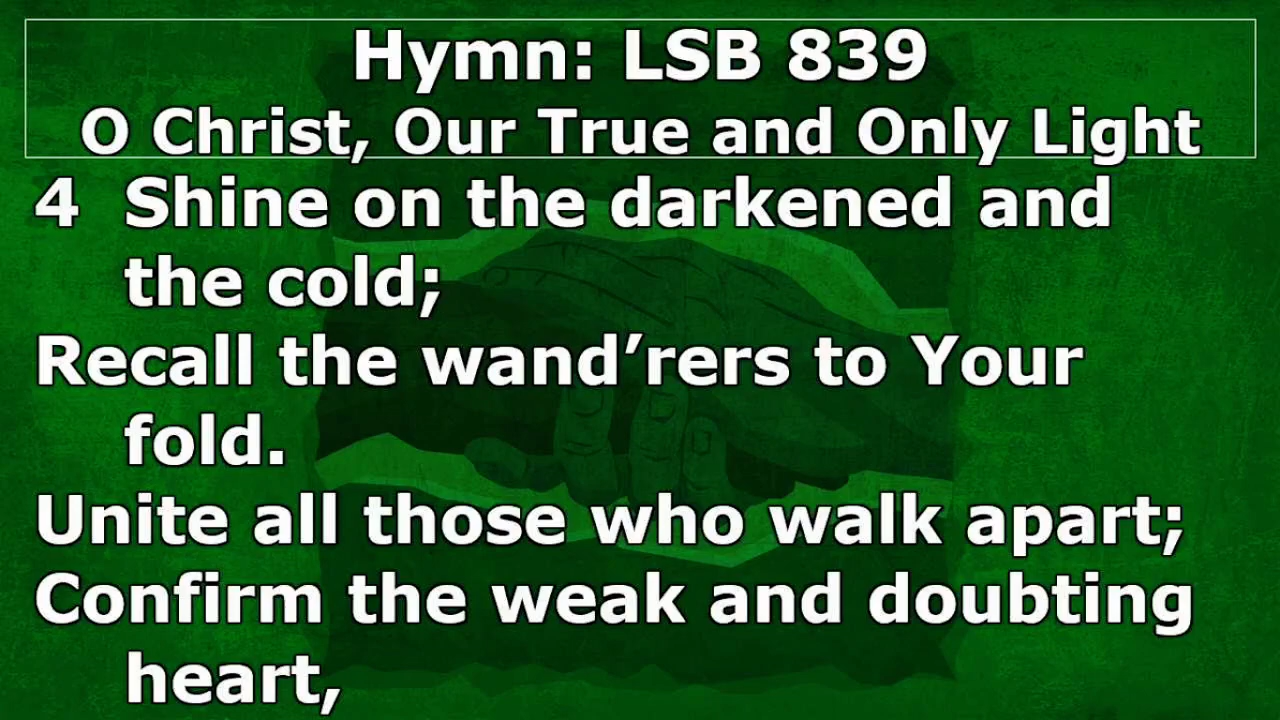 Hymn: LSB 839
O Christ, Our True and Only Light
4 Shine on the darkened and
the cold;
Recall the wand’rers to Your
fold.
Unite all those who walk apart;
Confirm the weak and doubting
heart,